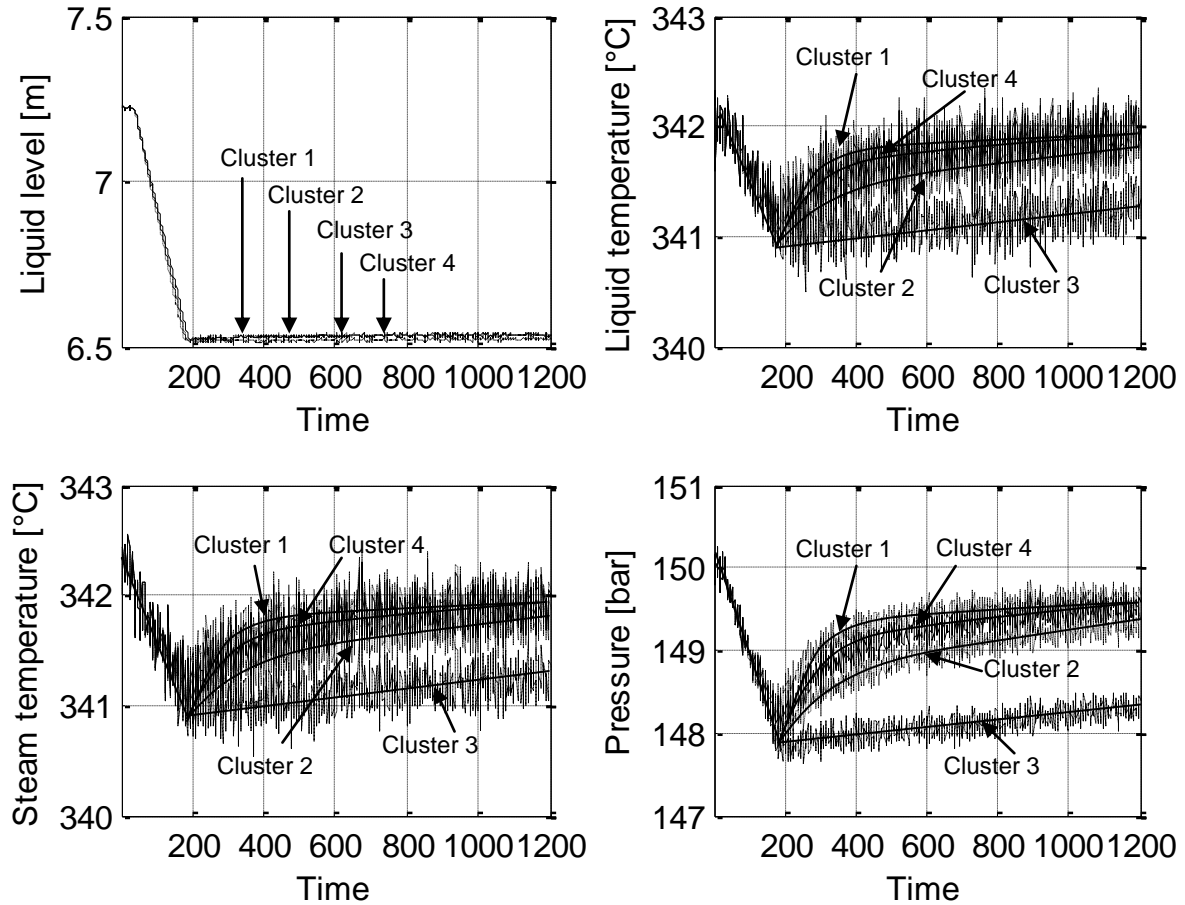 7.5
7
6.5
Liquid level [m]
Cluster 1
Cluster 2
Cluster 3
Cluster 4
200 400 600 800 1000 1200
Time
343
342
341
340
Liquid temperature [°C]
Cluster 1
Cluster 4
Cluster 2
Cluster 3
200 400 600 800 1000 1200
Time
343
342
341
340
Steam temperature [°C]
Cluster 1
Cluster 4
Cluster 3
Cluster 2
200 400 600 800 1000 1200
Time
151
150
149
148
147
Pressure [bar]
Cluster 1
Cluster 4
Cluster 2
Cluster 3
200 400 600 800 1000 1200
Time